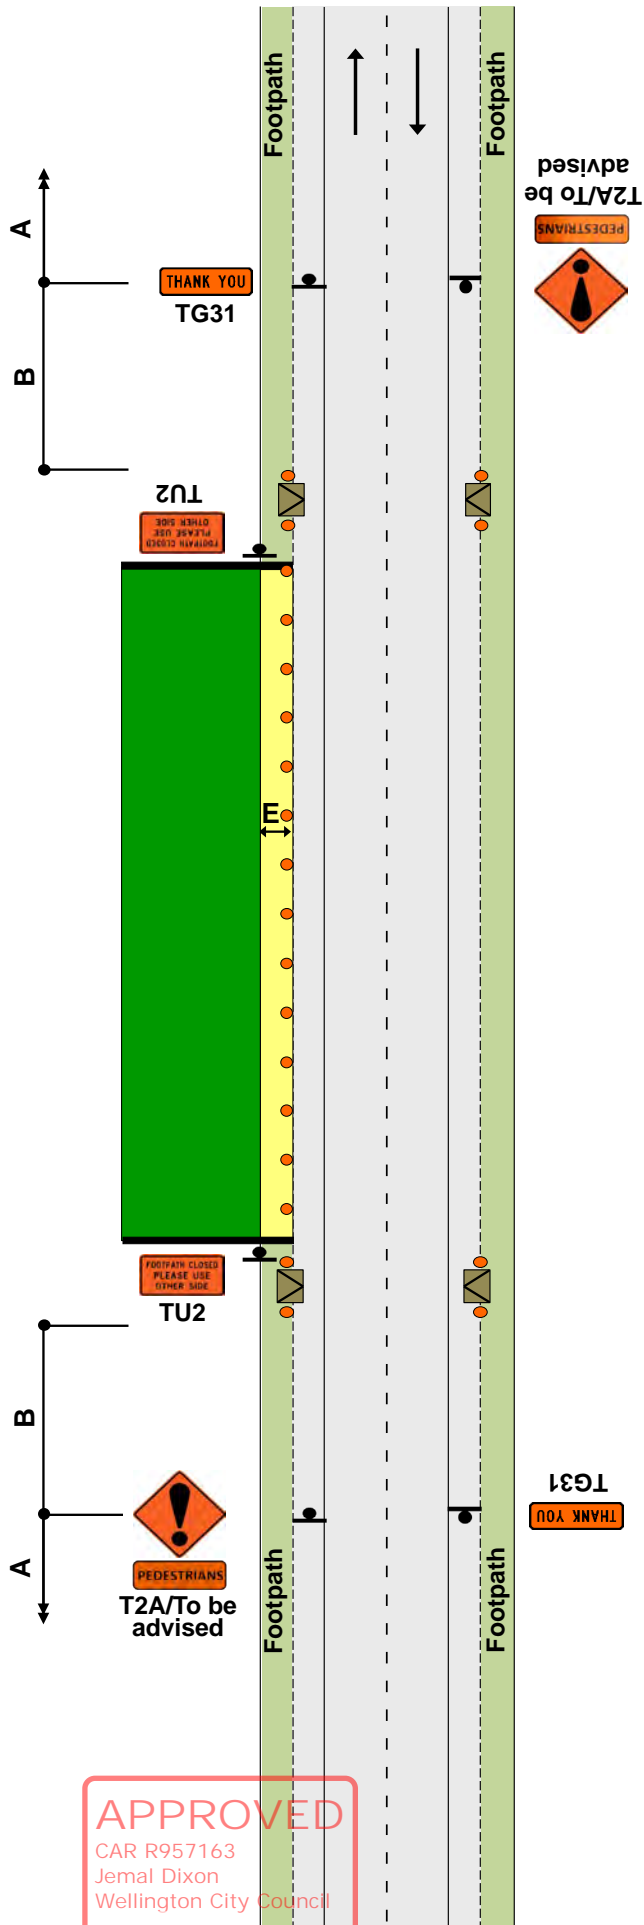 Footpath
Footpath
T2A/To be
advised
PEDESTRIANS
A
THANK YOU
TG31
B
TU2
FOOTPATH CLOSED
PLEASE USE
OTHER SIDE
E
FOOTPATH CLOSED
PLEASE USE
OTHER SIDE
TU2
B
TG31
THANK YOU
A
PEDESTRIANS
T2A/To be
advised
Footpath
Footpath
APPROVED
CAR R957163
Jemal Dixon
Wellington City Council